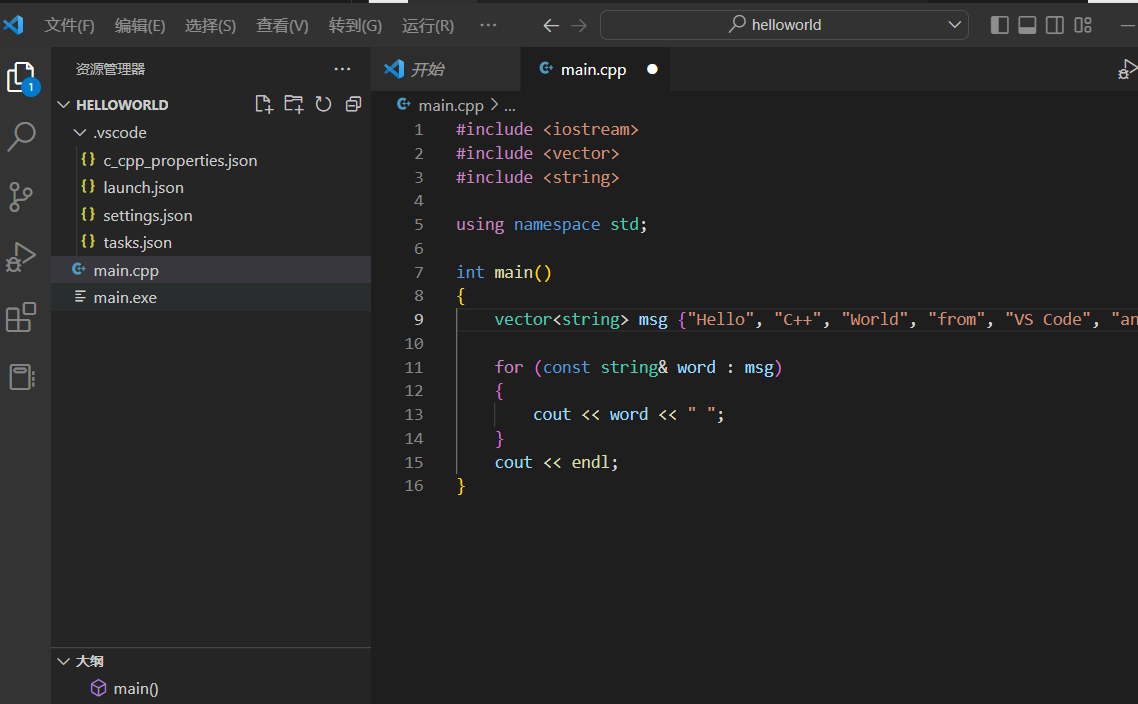 文件(F) 编辑(E) 选择(S) 查看(V) 转到(G) 运行(R) ··· helloworld
资源管理器 ···
1
HELLOWORLD
.vscode
{} c_cpp_properties.json
{} launch.json
{} settings.json
{} tasks.json
main.cpp
main.exe
大纲
main()
开始 main.cpp
main.cpp > ...
1 #include <iostream>
2 #include <vector>
3 #include <string>
4
5 using namespace std;
6
7 int main()
8 {
9 vector<string> msg {"Hello", "C++", "World", "from", "VS Code", "an
10
11 for (const string& word : msg)
12 {
13 cout << word << " ";
14 }
15 cout << endl;
16 }